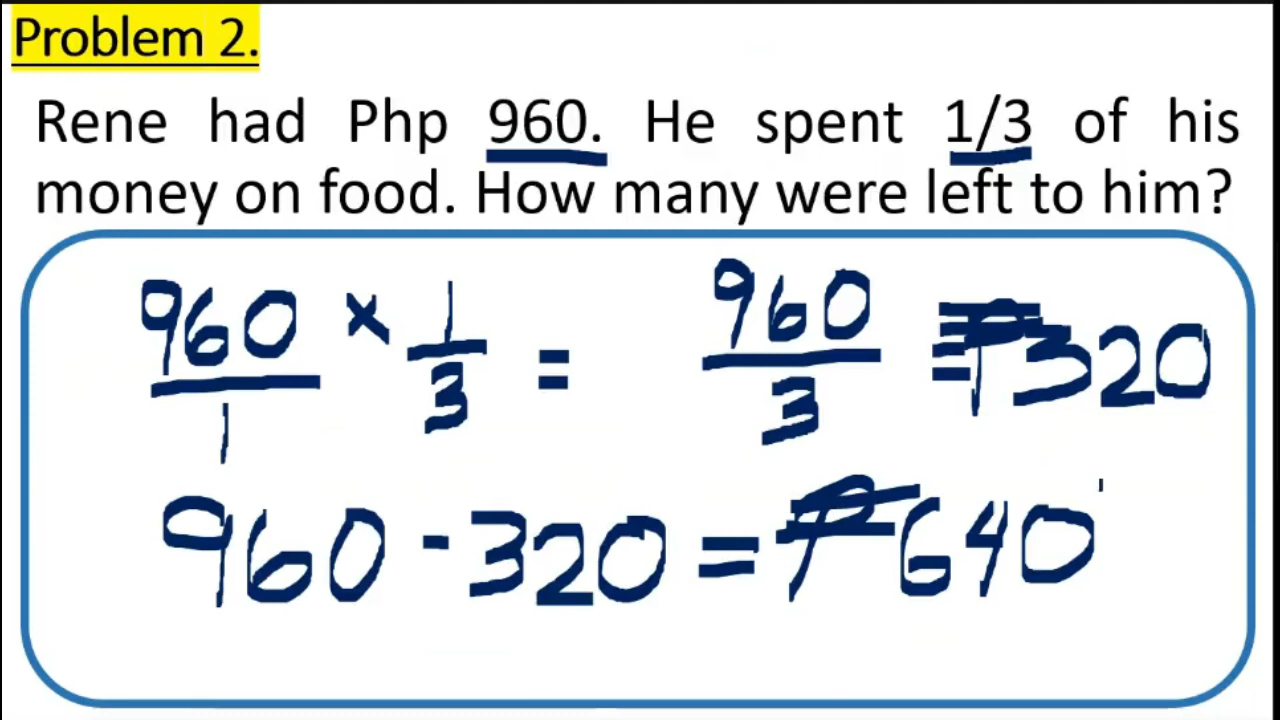 Problem 2.
Rene had Php 960. He spent 1/3 of his
money on food. How many were left to him?
960/1 × 1/3 = 960/3 = ₱320
960 - 320 = ₱640